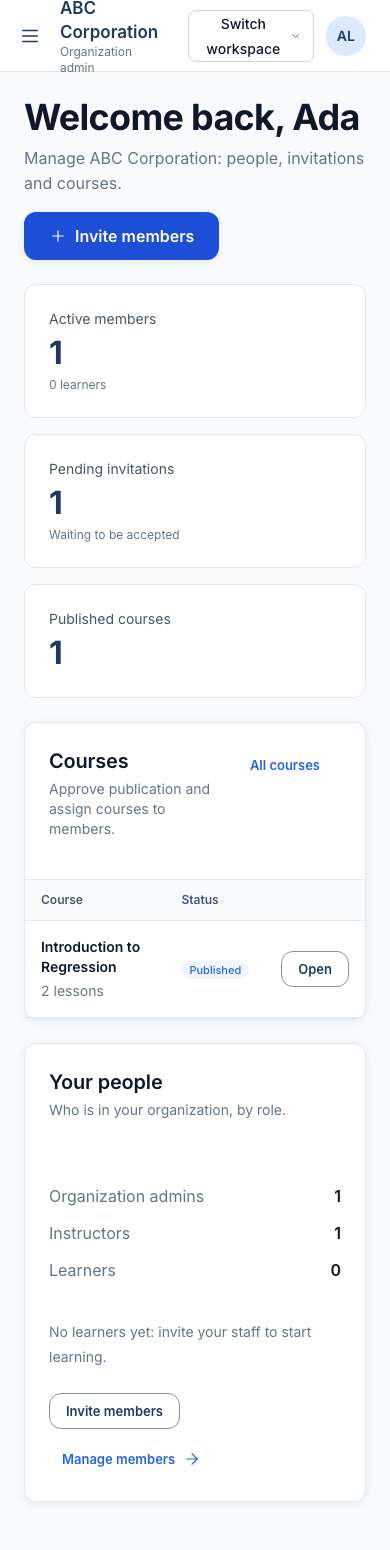 ABC
Corporation
Organization
admin
Switch
workspace
AL
Welcome back, Ada
Manage ABC Corporation: people, invitations
and courses.
Invite members
Active members
1
0 learners
Pending invitations
1
Waiting to be accepted
Published courses
1
Courses
All courses
Approve publication and
assign courses to
members.
Course Status
Introduction to
Regression
2 lessons
Published
Open
Your people
Who is in your organization, by role.
Organization admins 1
Instructors 1
Learners 0
No learners yet: invite your staff to start
learning.
Invite members
Manage members